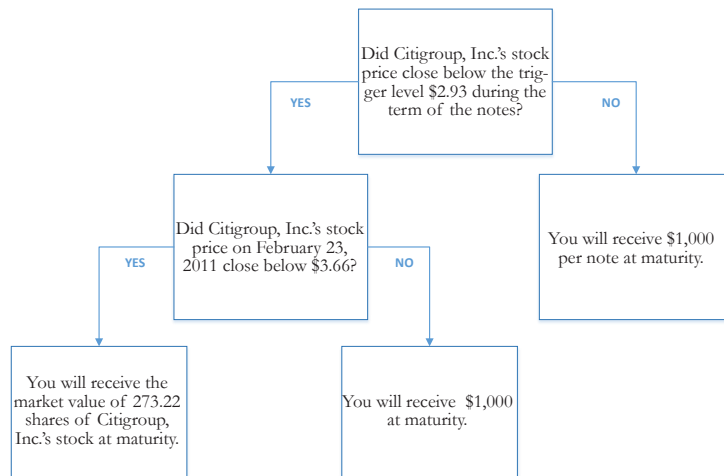 Did Citigroup, Inc.'s stock
price close below the trig-
ger level $2.93 during the
term of the notes?
YES
NO
Did Citigroup, Inc.'s stock
price on February 23,
2011 close below $3.66?
You will receive $1,000
per note at maturity.
YES
NO
You will receive the
market value of 273.22
shares of Citigroup,
Inc.'s stock at maturity.
You will receive $1,000
at maturity.